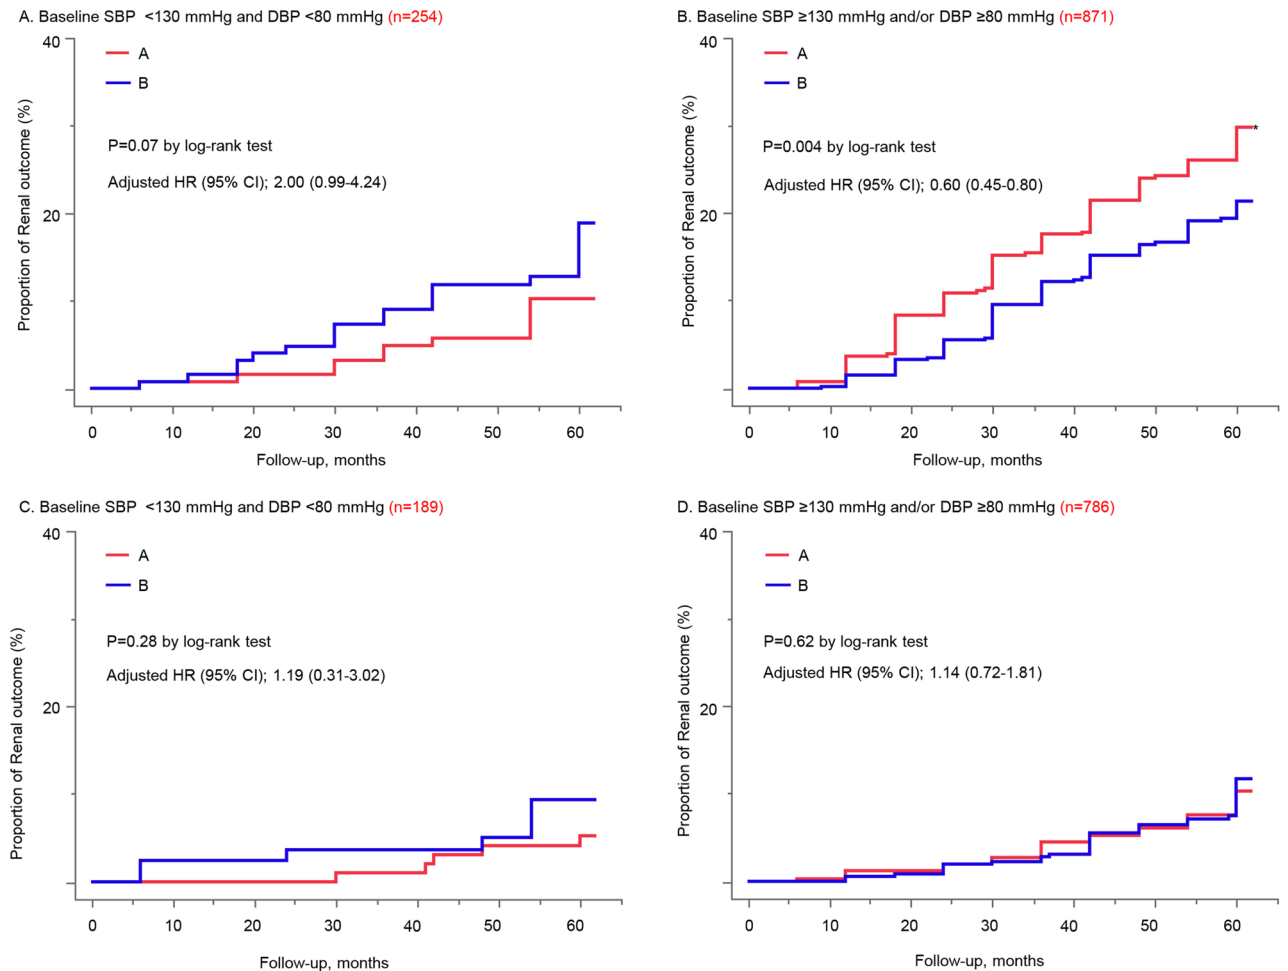 A. Baseline SBP <130 mmHg and DBP <80 mmHg (n=254)
40
A
B
P=0.07 by log-rank test
Adjusted HR (95% CI); 2.00 (0.99-4.24)
20
Proportion of Renal outcome (%)
0 10 20 30 40 50 60
Follow-up, months
B. Baseline SBP ≥130 mmHg and/or DBP ≥80 mmHg (n=871)
40
A
B
P=0.004 by log-rank test
Adjusted HR (95% CI); 0.60 (0.45-0.80)
*
20
Proportion of Renal outcome (%)
0 10 20 30 40 50 60
Follow-up, months
C. Baseline SBP <130 mmHg and DBP <80 mmHg (n=189)
40
A
B
P=0.28 by log-rank test
Adjusted HR (95% CI); 1.19 (0.31-3.02)
20
Proportion of Renal outcome (%)
0 10 20 30 40 50 60
Follow-up, months
D. Baseline SBP ≥130 mmHg and/or DBP ≥80 mmHg (n=786)
40
A
B
P=0.62 by log-rank test
Adjusted HR (95% CI); 1.14 (0.72-1.81)
20
Proportion of Renal outcome (%)
0 10 20 30 40 50 60
Follow-up, months